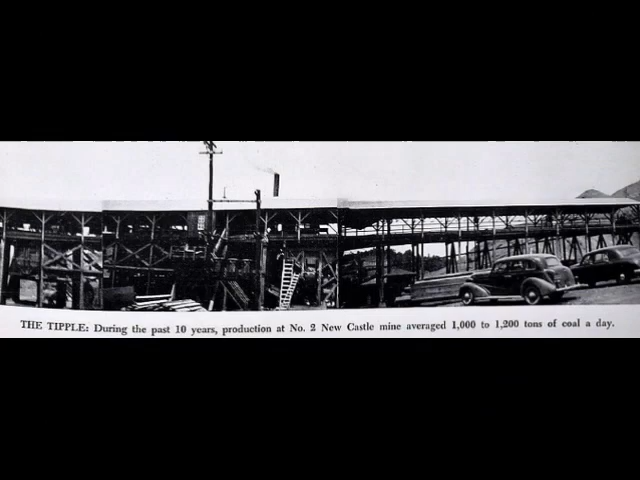 THE TIPPLE: During the past 10 years, production at No. 2 New Castle mine averaged 1,000 to 1,200 tons of coal a day.